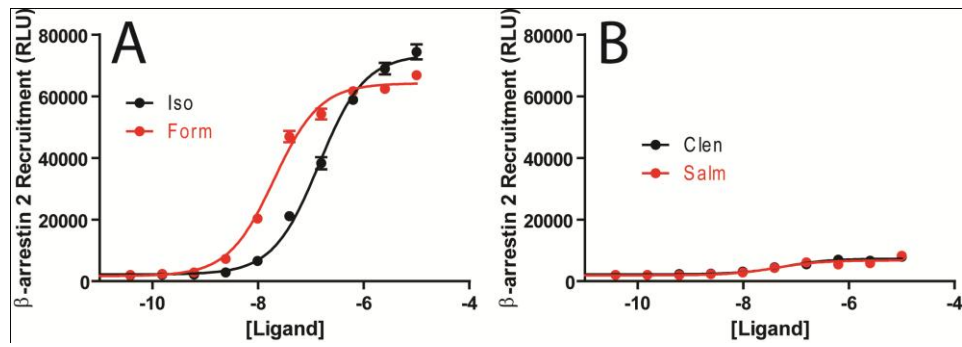 A
β-arrestin 2 Recruitment (RLU)
80000
60000
40000
20000
0
Iso
Form
-10
-8
-6
-4
[Ligand]
B
β-arrestin 2 Recruitment (RLU)
80000
60000
40000
20000
0
Clen
Salm
-10
-8
-6
-4
[Ligand]